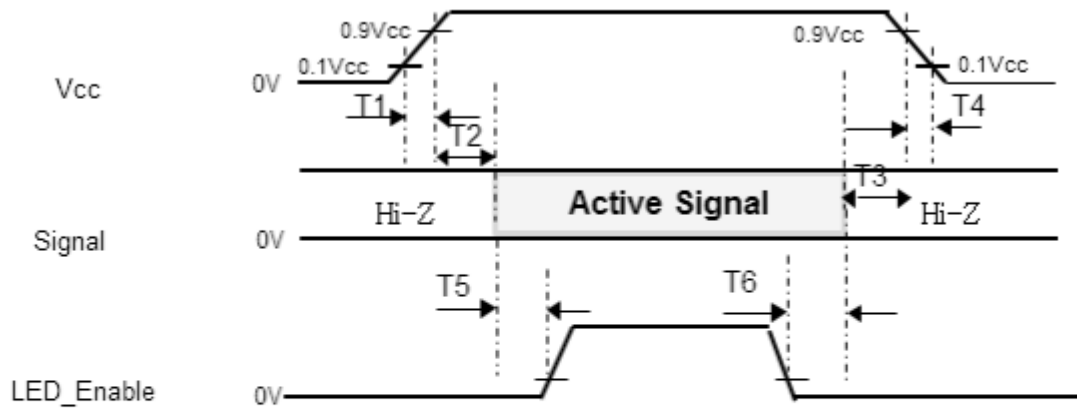 0.9Vcc
0.9Vcc
0.1Vcc
0.1Vcc
Vcc
0V
T1
T4
T2
T3
Active Signal
Hi-Z
Hi-Z
Signal
0V
T5
T6
LED_Enable
0V